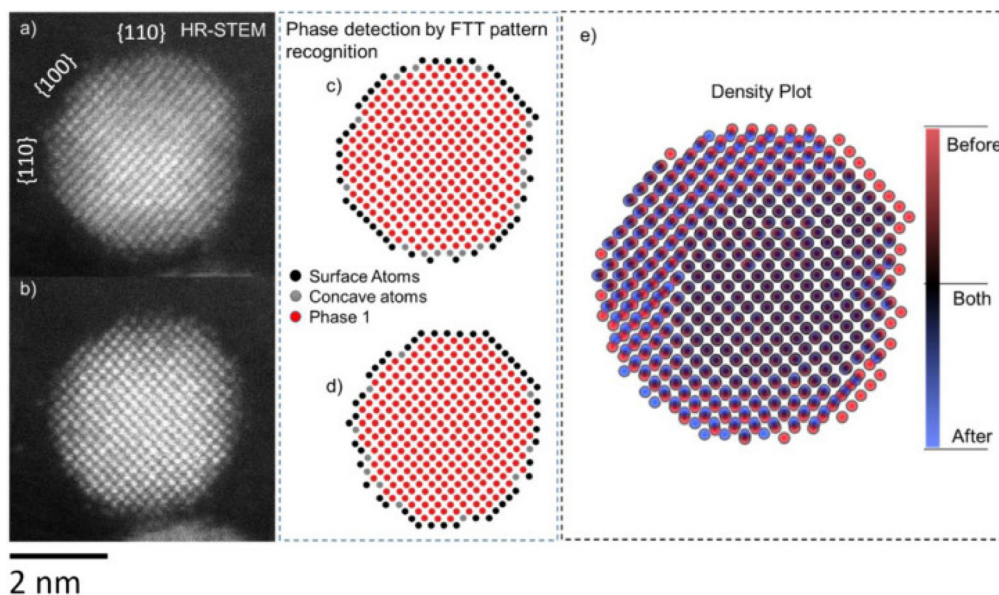 a)
{110}
HR-STEM
{100}
{110}
b)
2 nm
Phase detection by FTT pattern
recognition
c)
Surface Atoms
Concave atoms
Phase 1
d)
e)
Density Plot
Before
Both
After